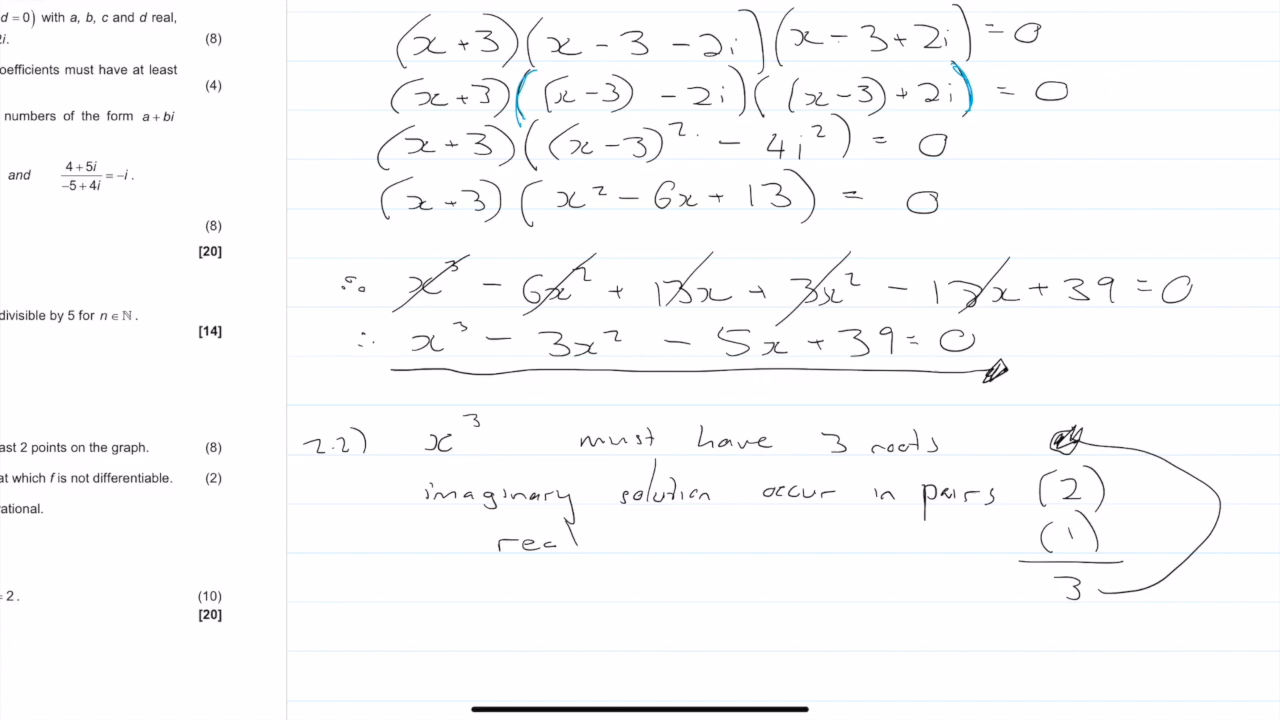 d = 0) with a, b, c and d real,
2i.
(8)
oefficients must have at least
(4)
numbers of the form a + bi
and (4 + 5i)/(−5 + 4i) = −i.
(8)
[20]
divisible by 5 for n ∈ ℕ.
[14]
ast 2 points on the graph.
(8)
at which f is not differentiable.
(2)
ational.
= 2.
(10)
[20]
(x + 3)(x − 3 − 2i)(x − 3 + 2i) = 0
(x + 3)((x − 3) − 2i)((x − 3) + 2i) = 0
(x + 3)((x − 3)² − 4i²) = 0
(x + 3)(x² − 6x + 13) = 0
∴ x³ − 6x² + 13x + 3x² − 18x + 39 = 0
∴ x³ − 3x² − 5x + 39 = 0
2.2) x³ must have 3 roots
imaginary solution occur in pairs (2)
real (1)
3